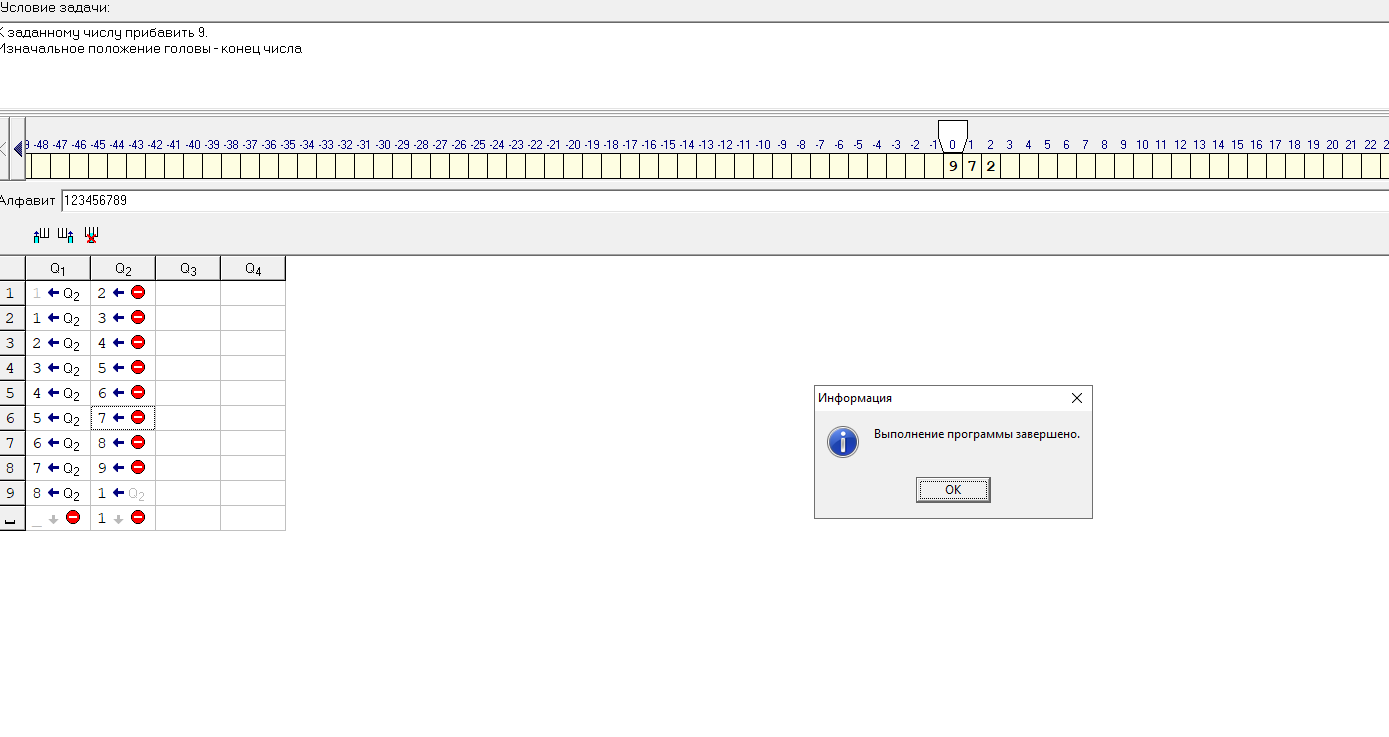 Условие задачи:
К заданному числу прибавить 9.
Изначальное положение головы - конец числа
9 -48 -47 -46 -45 -44 -43 -42 -41 -40 -39 -38 -37 -36 -35 -34 -33 -32 -31 -30 -29 -28 -27 -26 -25 -24 -23 -22 -21 -20 -19 -18 -17 -16 -15 -14 -13 -12 -11 -10 -9 -8 -7 -6 -5 -4 -3 -2 -1 0 1 2 3 4 5 6 7 8 9 10 11 12 13 14 15 16 17 18 19 20 21 22 2
9 7 2
Алфавит 123456789
Q1 Q2 Q3 Q4
1 1 ← Q2 2 ←
2 1 ← Q2 3 ←
3 2 ← Q2 4 ←
4 3 ← Q2 5 ←
5 4 ← Q2 6 ←
6 5 ← Q2 7 ←
7 6 ← Q2 8 ←
8 7 ← Q2 9 ←
9 8 ← Q2 1 ← Q2
_ ↓ 1 ↓
Информация
Выполнение программы завершено.
OK